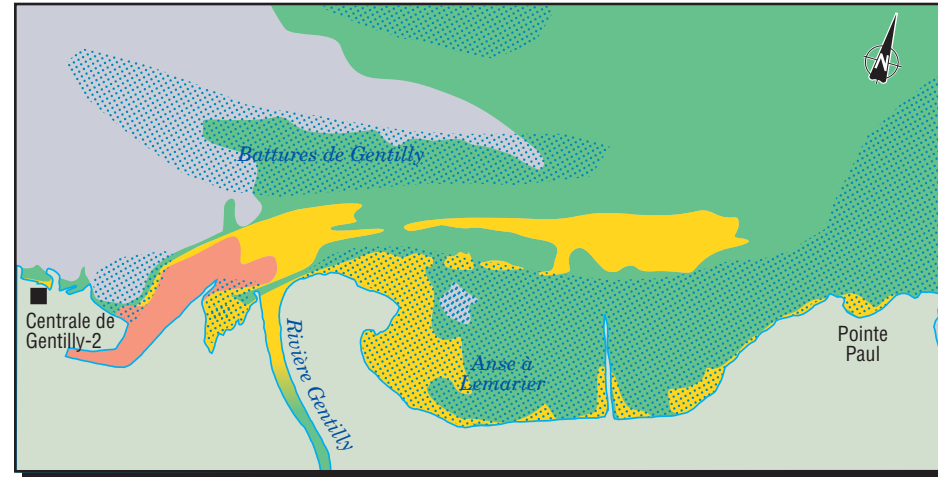 N
Battures de Gentilly
Centrale de
Gentilly-2
Rivière Gentilly
Anse a
Lemarier
Pointe
Paul